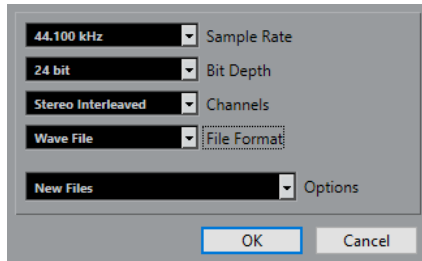 44.100 kHz Sample Rate
24 bit Bit Depth
Stereo Interleaved Channels
Wave File File Format
New Files Options
OK Cancel